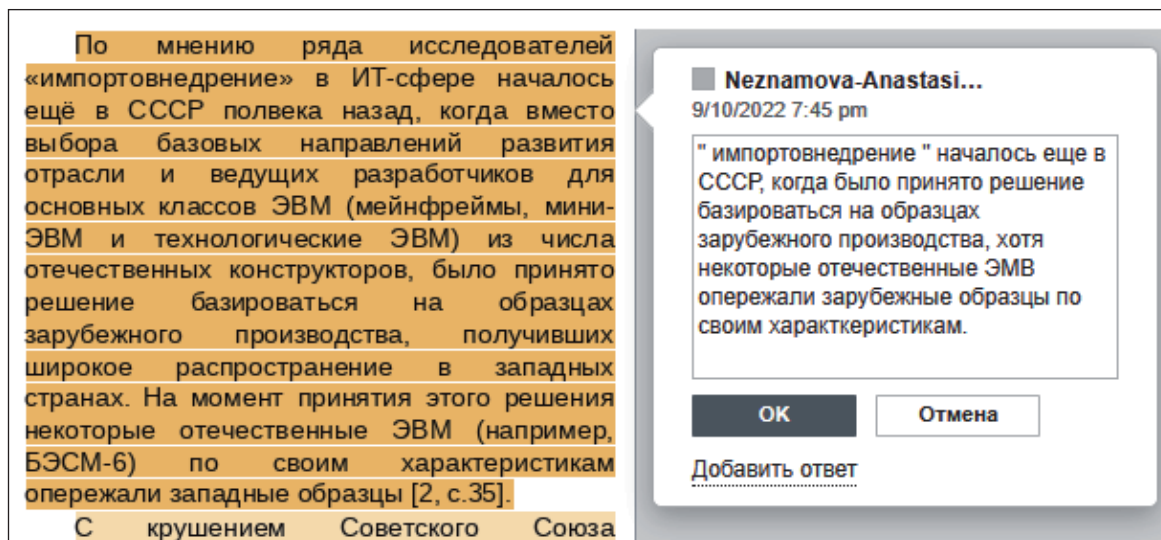 По мнению ряда исследователей
«импортовнедрение» в ИТ-сфере началось
ещё в СССР полвека назад, когда вместо
выбора базовых направлений развития
отрасли и ведущих разработчиков для
основных классов ЭВМ (мейнфреймы, мини-
ЭВМ и технологические ЭВМ) из числа
отечественных конструкторов, было принято
решение базироваться на образцах
зарубежного производства, получивших
широкое распространение в западных
странах. На момент принятия этого решения
некоторые отечественные ЭВМ (например,
БЭСМ-6) по своим характеристикам
опережали западные образцы [2, с.35].
С крушением Советского Союза
Neznamova-Anastasi...
9/10/2022 7:45 pm
" импортовнедрение " началось еще в
СССР, когда было принято решение
базироваться на образцах
зарубежного производства, хотя
некоторые отечественные ЭМВ
опережали зарубежные образцы по
своим характкеристикам.
OK
Отмена
Добавить ответ